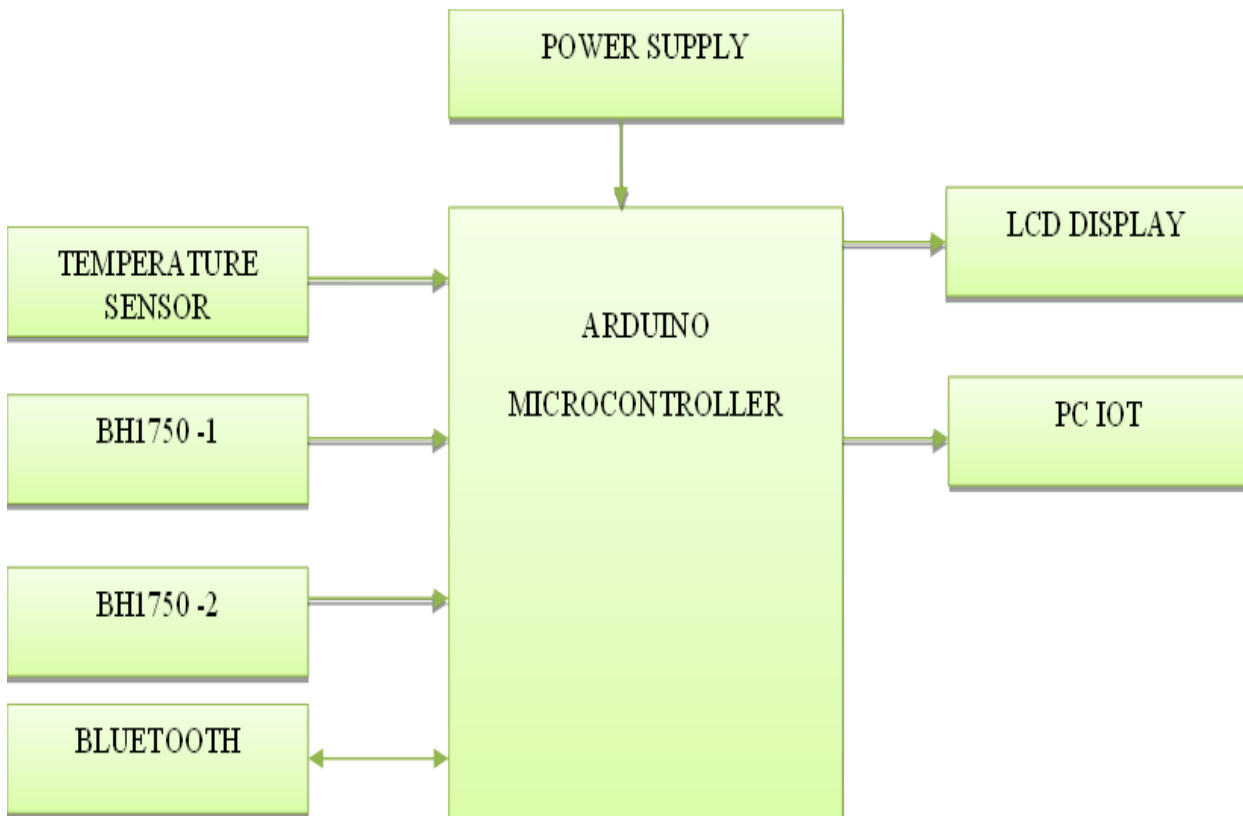 POWER SUPPLY
LCD DISPLAY
TEMPERATURE
SENSOR
ARDUINO
MICROCONTROLLER
BH1750 -1
PC IOT
BH1750 -2
BLUETOOTH